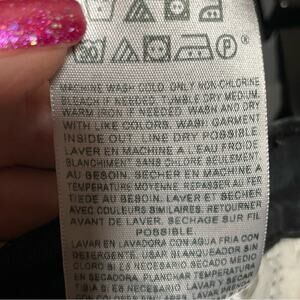 P
MACHINE WASH COLD. ONLY NON-CHLORINE
BLEACH IF NEEDED. TUMBLE DRY MEDIUM.
WARM IRON IF NEEDED. WASH AND DRY
WITH LIKE COLORS. WASH GARMENT
INSIDE OUT. LINE DRY POSSIBLE
LAVER EN MACHINE A L'EAU FROIDE.
BLANCHIMENT SANS CHLORE SEULEMENT
AU BESOIN. SECHER EN MACHINE A
TEMPERATURE MOYENNE. REPASSER AU FER
TIEDE AU BESOIN. LAVER ET SECHER
AVEC COULEURS SIMILAIRES. RETOURNER
AVANT DE LAVER. SECHAGE SUR FIL
POSSIBLE.
LAVAR EN LAVADORA CON AGUA FRIA CON
DETERGENTE. BLANQUEADOR SIN
CLORO SI ES NECESARIO. SECADO MEDIO
EN SECADORA. PLANCHAR TEMPERATURA
TIBIA SI ES NECESARIO. LAVAR Y SECAR